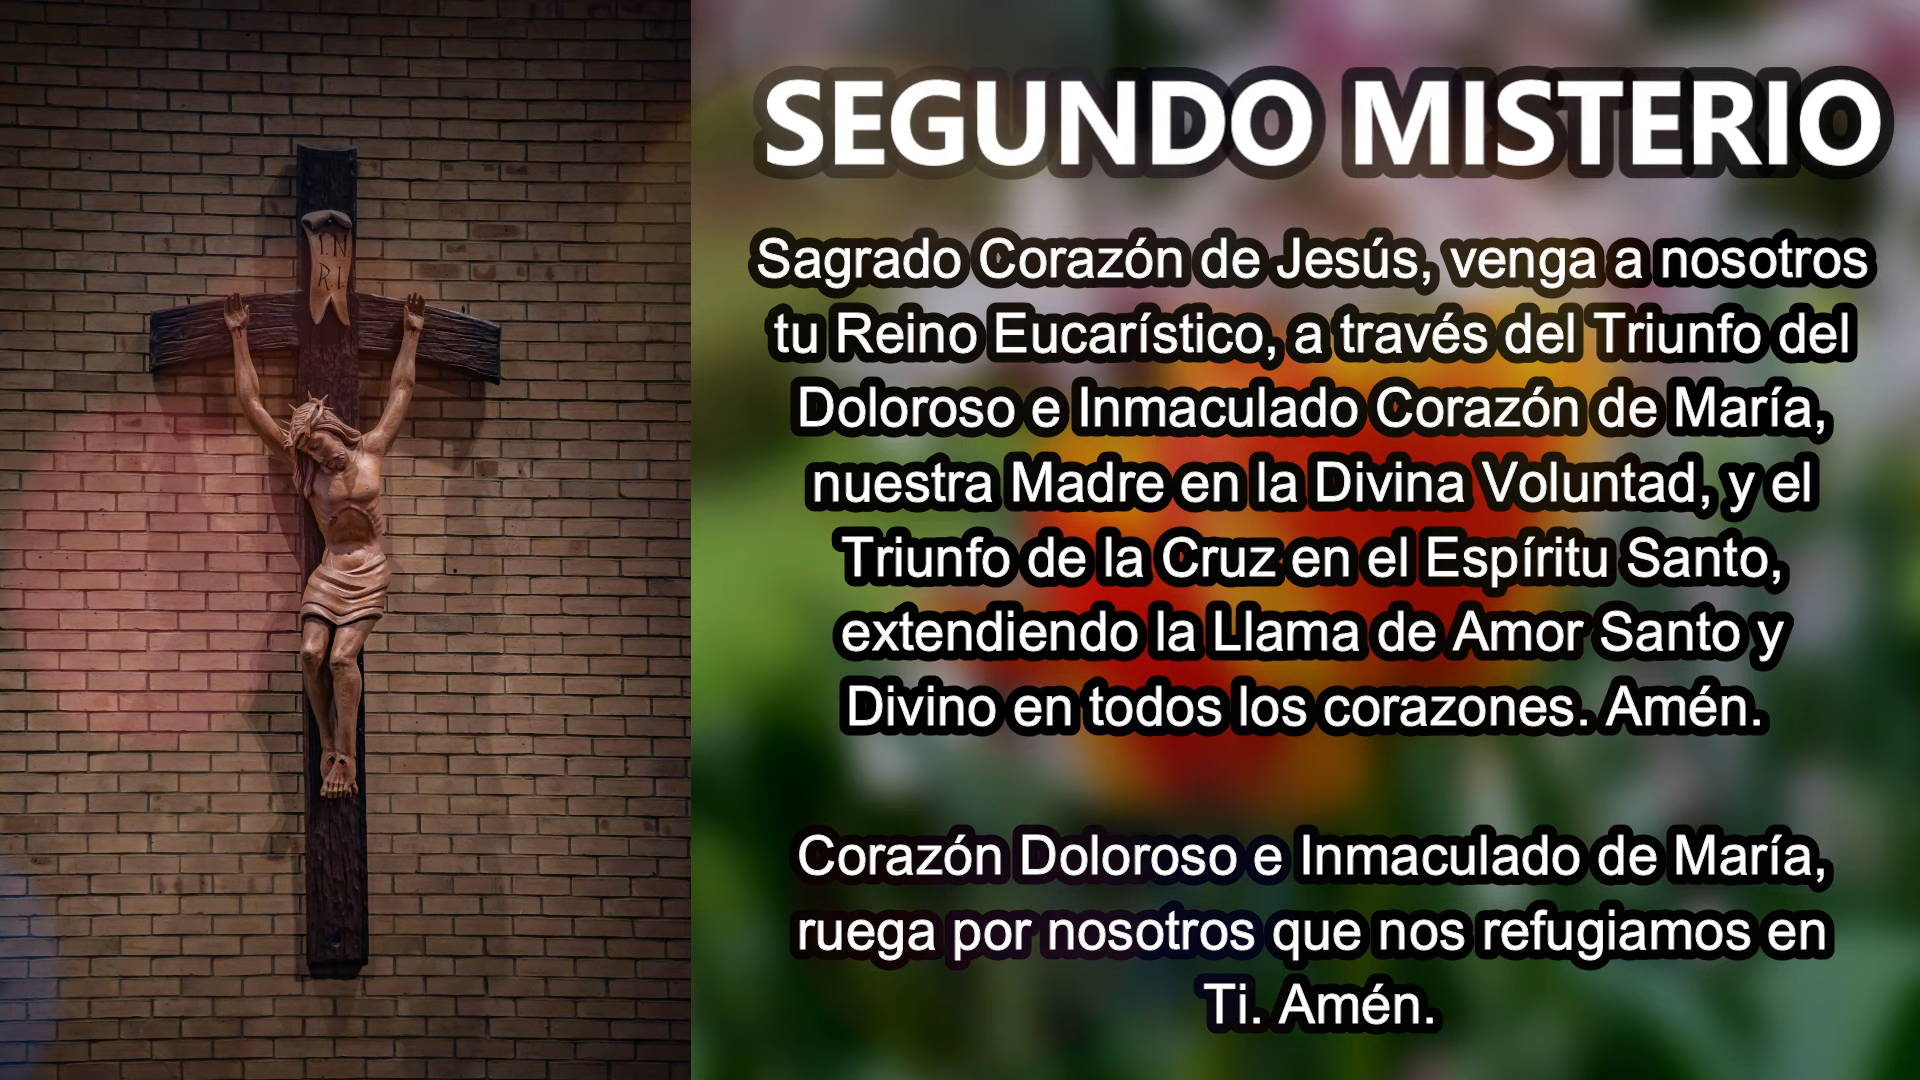 I N
R I
SEGUNDO MISTERIO
Sagrado Corazón de Jesús, venga a nosotros
tu Reino Eucarístico, a través del Triunfo del
Doloroso e Inmaculado Corazón de María,
nuestra Madre en la Divina Voluntad, y el
Triunfo de la Cruz en el Espíritu Santo,
extendiendo la Llama de Amor Santo y
Divino en todos los corazones. Amén.
Corazón Doloroso e Inmaculado de María,
ruega por nosotros que nos refugiamos en
Ti. Amén.